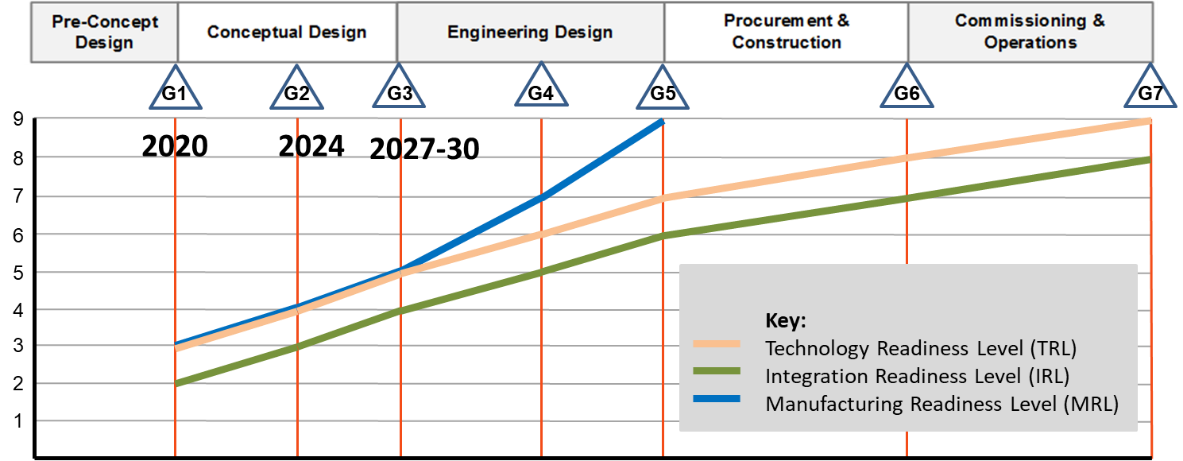 Pre-Concept
Design
Conceptual Design
Engineering Design
Procurement &
Construction
Commissioning &
Operations
G1
G2
G3
G4
G5
G6
G7
2020
2024
2027-30
9
8
7
6
5
4
3
2
1
Key:
Technology Readiness Level (TRL)
Integration Readiness Level (IRL)
Manufacturing Readiness Level (MRL)